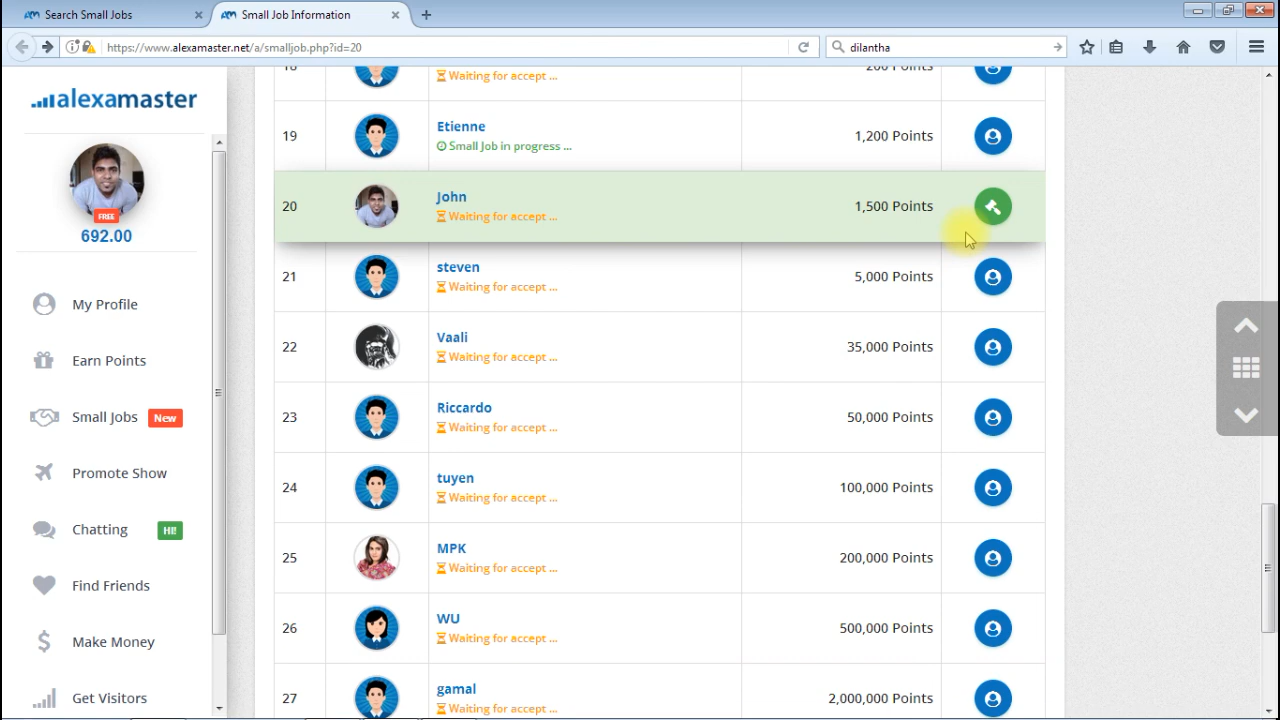 Search Small Jobs
Small Job Information
https://www.alexamaster.net/a/smalljob.php?id=20
dilantha
alexamaster
FREE
692.00
My Profile
Earn Points
Small Jobs New
Promote Show
Chatting HI!
Find Friends
Make Money
Get Visitors
18 Waiting for accept ... 200 Points
19 Etienne 1,200 Points
Small Job in progress ...
20 John 1,500 Points
Waiting for accept ...
21 steven 5,000 Points
Waiting for accept ...
22 Vaali 35,000 Points
Waiting for accept ...
23 Riccardo 50,000 Points
Waiting for accept ...
24 tuyen 100,000 Points
Waiting for accept ...
25 MPK 200,000 Points
Waiting for accept ...
26 WU 500,000 Points
Waiting for accept ...
27 gamal 2,000,000 Points
Waiting for accept ...